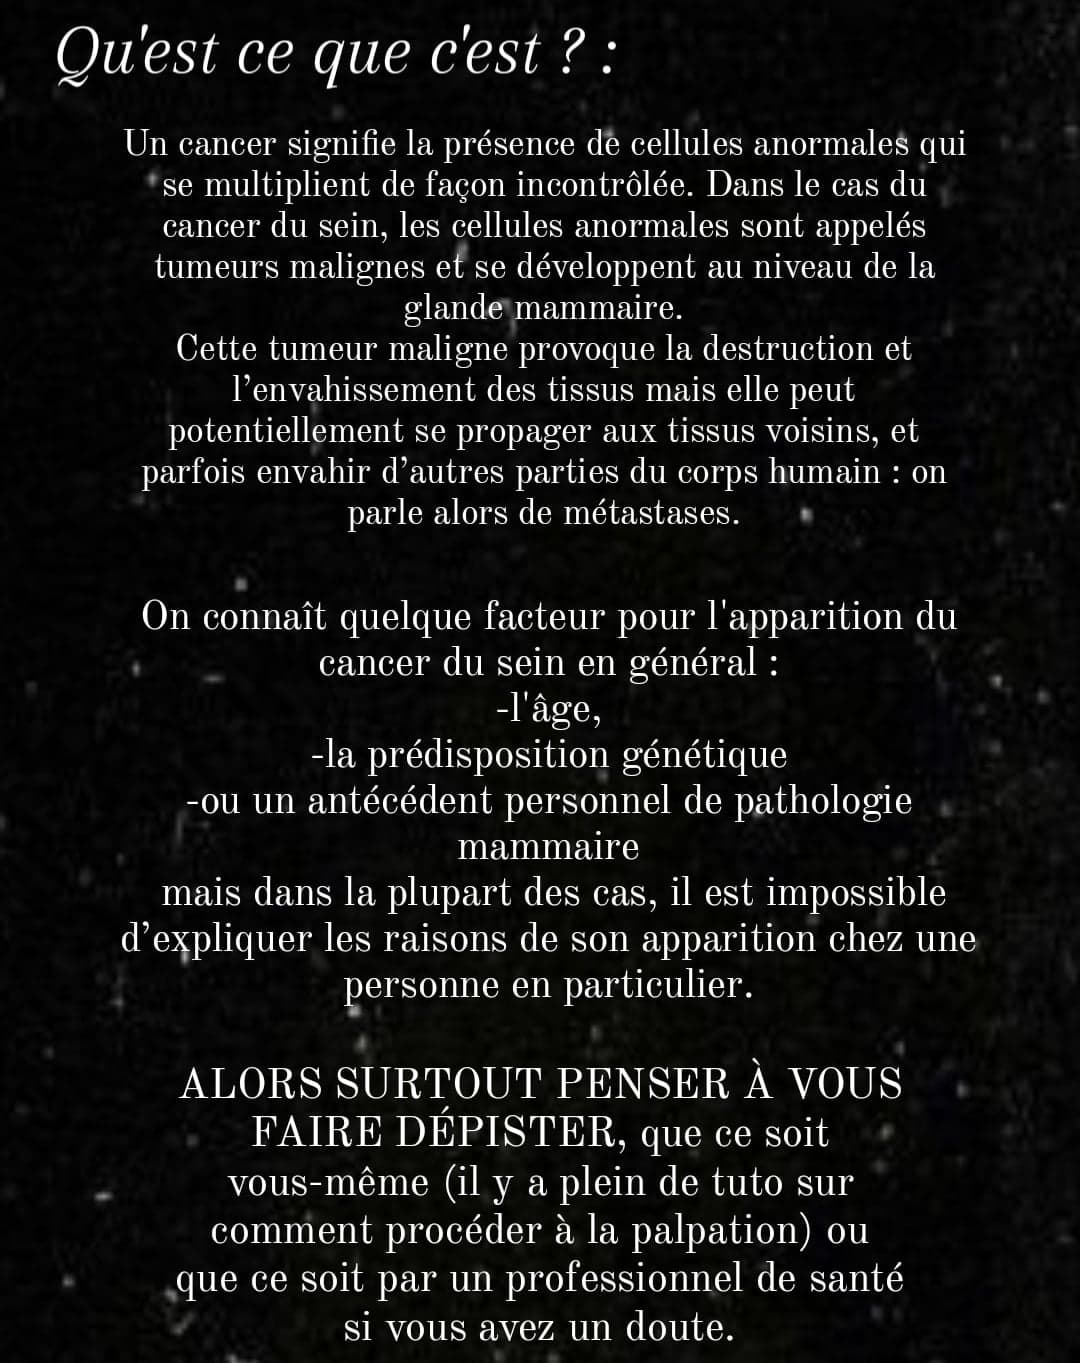 Qu'est ce que c'est ? :
Un cancer signifie la présence de cellules anormales qui
se multiplient de façon incontrôlée. Dans le cas du
cancer du sein, les cellules anormales sont appelés
tumeurs malignes et se développent au niveau de la
glande mammaire.
Cette tumeur maligne provoque la destruction et
l’envahissement des tissus mais elle peut
potentiellement se propager aux tissus voisins, et
parfois envahir d’autres parties du corps humain : on
parle alors de métastases.
On connaît quelque facteur pour l'apparition du
cancer du sein en général :
-l'âge,
-la prédisposition génétique
-ou un antécédent personnel de pathologie
mammaire
mais dans la plupart des cas, il est impossible
d’expliquer les raisons de son apparition chez une
personne en particulier.
ALORS SURTOUT PENSER À VOUS
FAIRE DÉPISTER, que ce soit
vous-même (il y a plein de tuto sur
comment procéder à la palpation) ou
que ce soit par un professionnel de santé
si vous avez un doute.